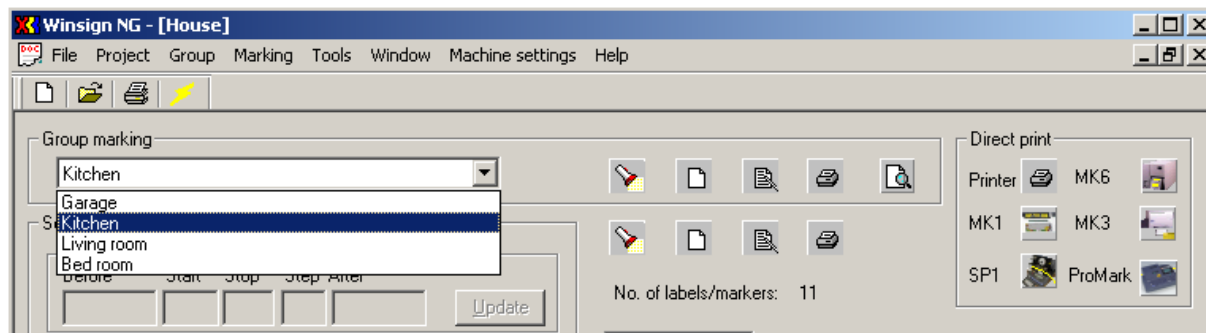 Winsign NG - [House]
File Project Group Marking Tools Window Machine settings Help
Group marking
Direct print
Kitchen
Printer MK6
Garage
Kitchen
Living room
Bed room
MK1 MK3
Before Start Stop Step After
Update
No. of labels/markers: 11
SP1 ProMark